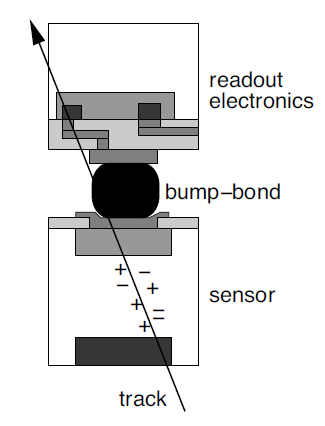 readout
electronics
bump-bond
+ −
− +
+ =
+
sensor
track